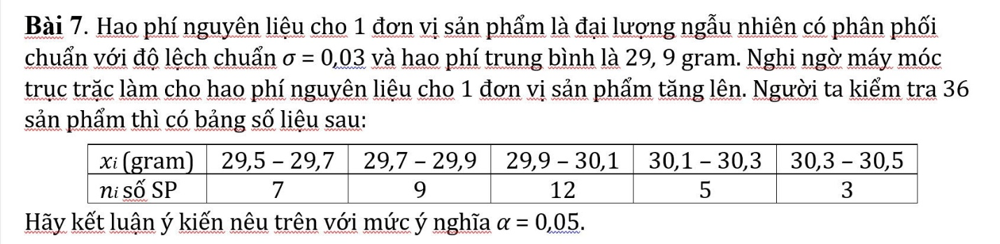 Bài 7. Hao phí nguyên liệu cho 1 đơn vị sản phẩm là đại lượng ngẫu nhiên có phân phối
chuẩn với độ lệch chuẩn σ = 0,03 và hao phí trung bình là 29, 9 gram. Nghi ngờ máy móc
trục trặc làm cho hao phí nguyên liệu cho 1 đơn vị sản phẩm tăng lên. Người ta kiểm tra 36
sản phẩm thì có bảng số liệu sau:
xi (gram) 29,5 – 29,7 29,7 – 29,9 29,9 – 30,1 30,1 – 30,3 30,3 – 30,5
ni số SP 7 9 12 5 3
Hãy kết luận ý kiến nêu trên với mức ý nghĩa α = 0,05.